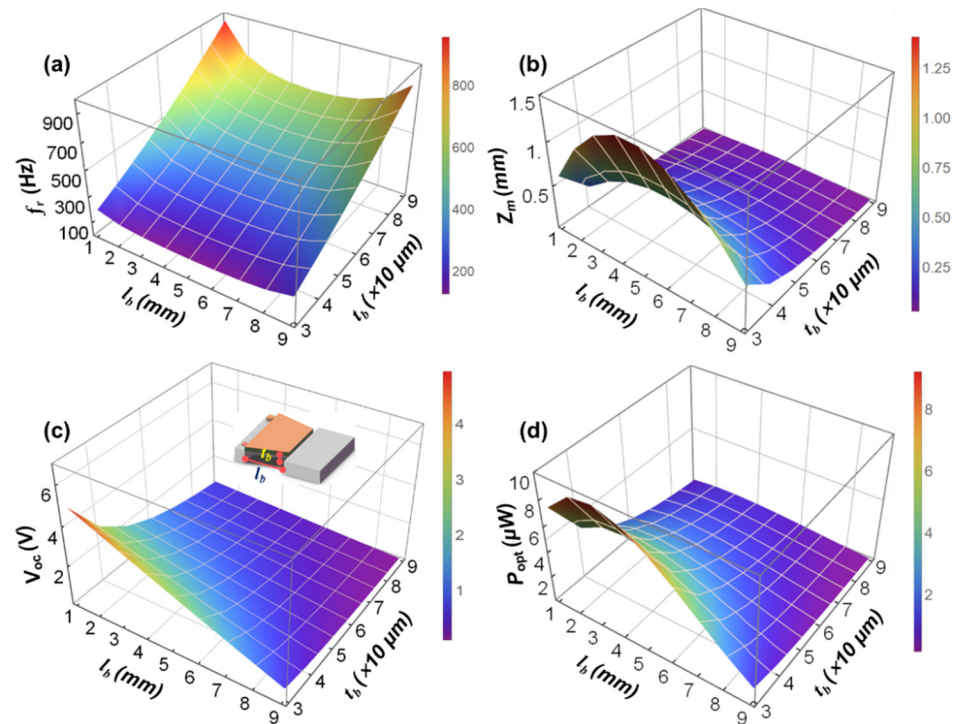 (a)
f_r (Hz)
900
700
500
300
100
1 2 3 4 5 6 7 8 9
l_b (mm)
3 4 5 6 7 8 9
t_b (×10 μm)
800
600
400
200
(b)
Z_m (mm)
1.5
1.
0.5
1 2 3 4 5 6 7 8 9
l_b (mm)
3 4 5 6 7 8 9
t_b (×10 μm)
1.25
1.00
0.75
0.50
0.25
(c)
V_oc (V)
6
4
2
1 2 3 4 5 6 7 8 9
l_b (mm)
3 4 5 6 7 8 9
t_b (×10 μm)
t_b
l_b
4
3
2
1
(d)
P_opt (μW)
10
8
6
4
2
1 2 3 4 5 6 7 8 9
l_b (mm)
3 4 5 6 7 8 9
t_b (×10 μm)
8
6
4
2